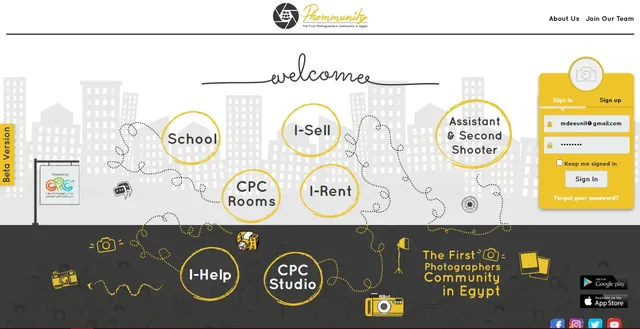 Phommunity
The First Photographers Community in Egypt
About Us
Join Our Team
welcome
Sign in
Sign up
mdeeunit@gmail.com
Keep me signed in
Sign In
Forgot your password?
Beta Version
School
I-Sell
Assistant
& Second
Shooter
CPC
Rooms
I-Rent
CPC
I-Help
CPC
Studio
The First
Photographers
Community
in Egypt
Google play
App Store